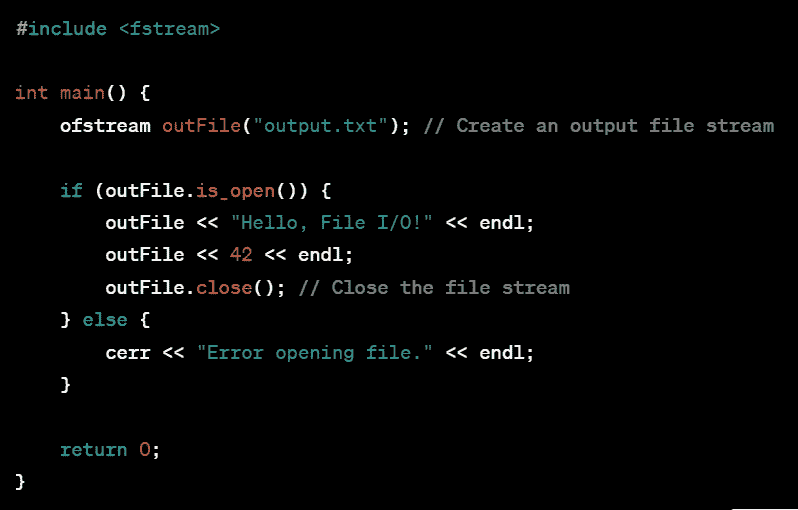 #include <fstream>
int main() {
    ofstream outFile("output.txt"); // Create an output file stream
    if (outFile.is_open()) {
        outFile << "Hello, File I/O!" << endl;
        outFile << 42 << endl;
        outFile.close(); // Close the file stream
    } else {
        cerr << "Error opening file." << endl;
    }
    return 0;
}